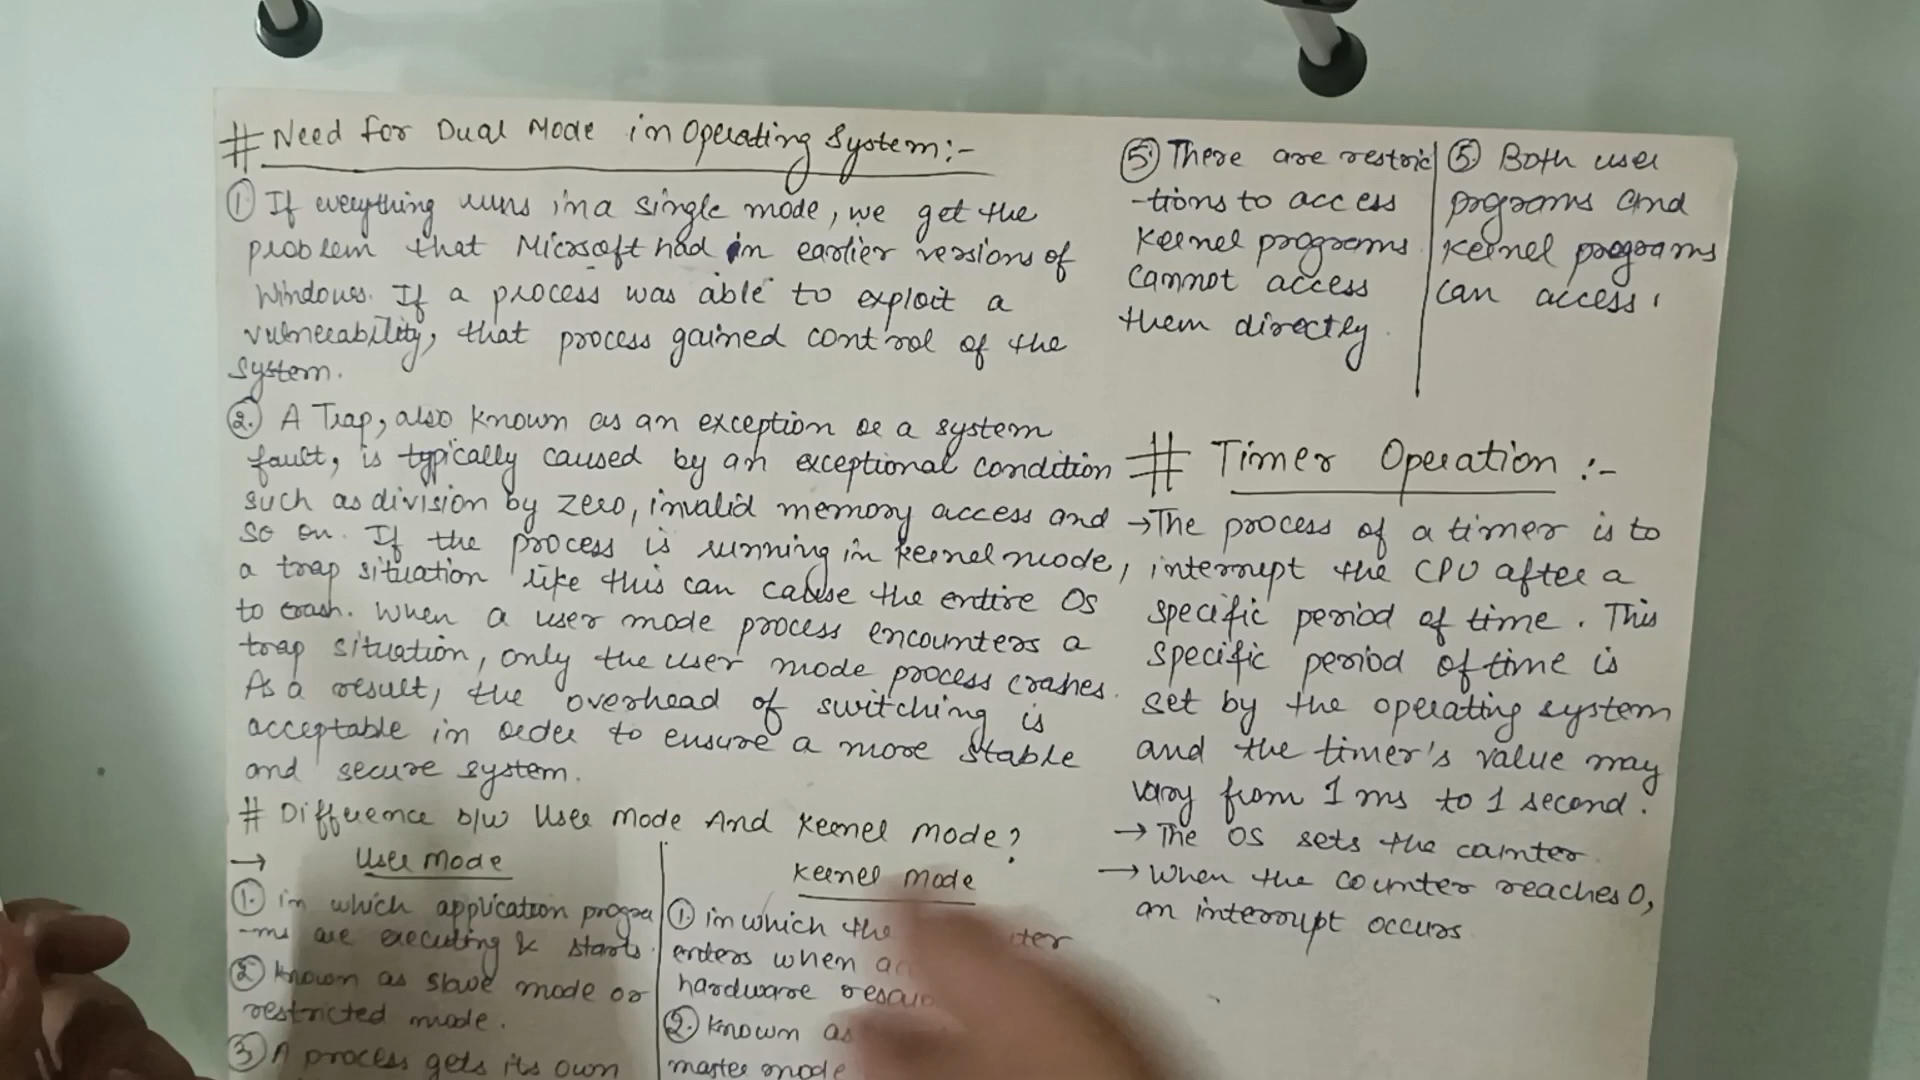 # Need for Dual Mode in Operating System:-
① If everything runs in a single mode, we get the
problem that Microsoft had in earlier versions of
Windows. If a process was able to exploit a
vulnerability, that process gained control of the
system.
②. A Trap, also known as an exception or a system
fault, is typically caused by an exceptional condition
such as division by zero, invalid memory access and
so on. If the process is running in kernel mode,
a trap situation like this can cause the entire OS
to crash. When a user mode process encounters a
trap situation, only the user mode process crashes.
As a result, the overhead of switching is
acceptable in order to ensure a more stable
and secure system.
# Difference b/w User Mode And Kernel Mode?
→ User Mode
①. in which application progra
-ms are executing & starts.
② known as slave mode or
restricted mode.
③ A process gets its own
Kernel Mode
① in which the
enters when
hardware
②. known as
master mode
⑤ There are restric
-tions to access
Kernel programs
Cannot access
them directly.
⑤ Both user
programs and
kernel programs
can access.
# Timer Operation :-
→ The process of a timer is to
interrupt the CPU after a
specific period of time. This
specific period of time is
set by the operating system
and the timer's value may
vary from 1 ms to 1 second.
→ The OS sets the counter
→ When the counter reaches 0,
an interrupt occurs